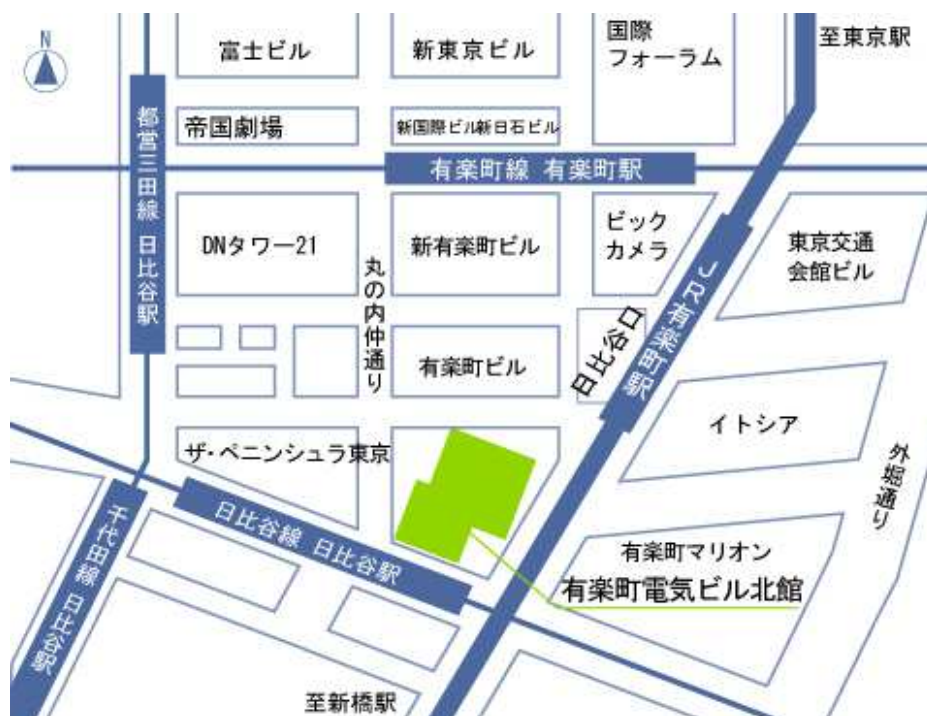 N
富士ビル
新東京ビル
国際
フォーラム
至東京駅
都営三田線 日比谷駅
帝国劇場
新国際ビル新日石ビル
有楽町線 有楽町駅
DNタワー21
丸の内仲通り
新有楽町ビル
ビック
カメラ
東京交通
会館ビル
JR有楽町駅
日比谷口
有楽町ビル
イトシア
外堀通り
ザ・ペニンシュラ東京
千代田線 日比谷駅
日比谷線 日比谷駅
有楽町マリオン
有楽町電気ビル北館
至新橋駅